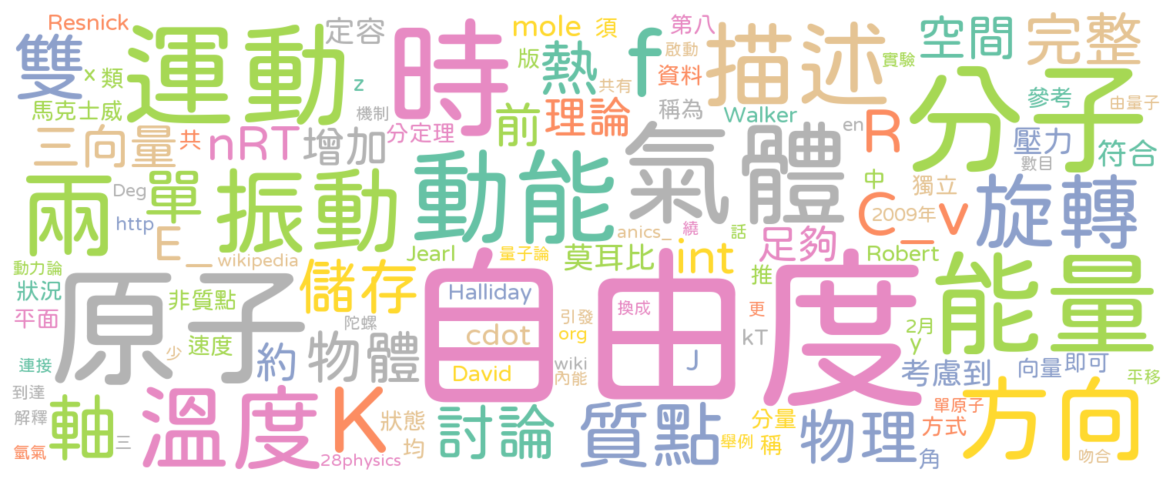 Resnick
雙
x
類
馬克士威
運動
定容
z
機制
分定理
時
mole
須
版
熱
共有
f
第八
啟動
資料
稱為
描述
Walker
實驗
空間
完整
參考
由量子
三向量
共
nRT
增加
前
理論
氣體
en
R
分子
壓力
數目
符合
兩
Deg
http
單
E_
振動
wikipedia
動能
Jearl
量子論
莫耳比
anics_
繞
int
話
足夠
中
2009年
C_v
Robert
獨立
旋轉
動力論
狀況
平面
非質點
速度
原子
儲存
陀螺
Halliday
cdot
David
自由度
引發
org
wiki
內能
換成
J
推
更
kT
能量
2月
y
考慮到
向量即可
平移
連接
少
約
物體
到達
解釋
氬氣
軸
三
溫度
28physics
K
狀態
均
討論
質點
舉例
分量
稱
物理
單原子
方式
角
方向
吻合